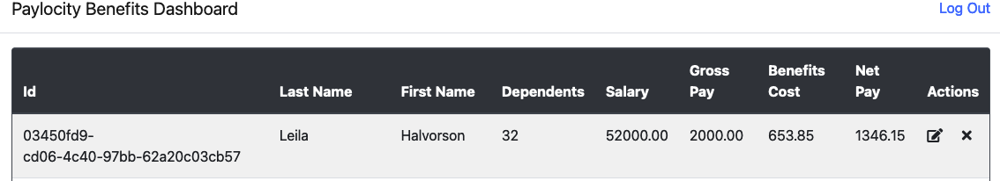 Paylocity Benefits Dashboard
Log Out
Id Last Name First Name Dependents Salary Gross Pay Benefits Cost Net Pay Actions
03450fd9- Leila Halvorson 32 52000.00 2000.00 653.85 1346.15
cd06-4c40-97bb-62a20c03cb57